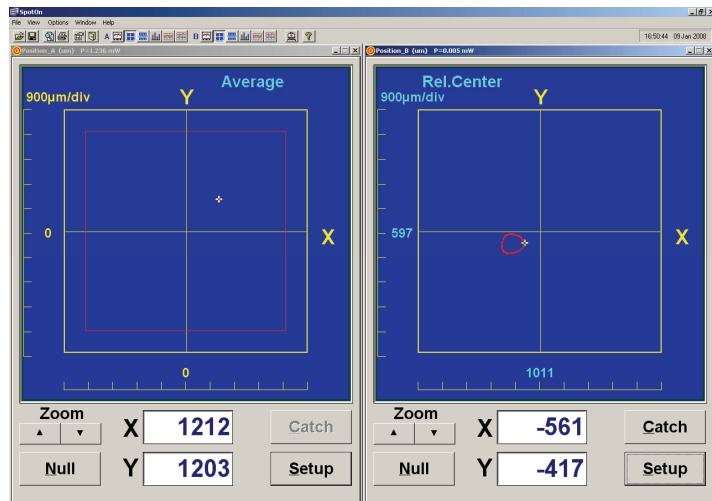 SpotOn
File View Options Window Help
A B
16:50:44 09 Jan 2008
Position_A (um) P=1.236 mW
Average
900µm/div
Y
0
X
0
Zoom
▲ ▼
X 1212
Catch
Null
Y 1203
Setup
Position_B (um) P=0.005 mW
Rel.Center
900µm/div
Y
597
X
1011
Zoom
▲ ▼
X -561
Catch
Null
Y -417
Setup